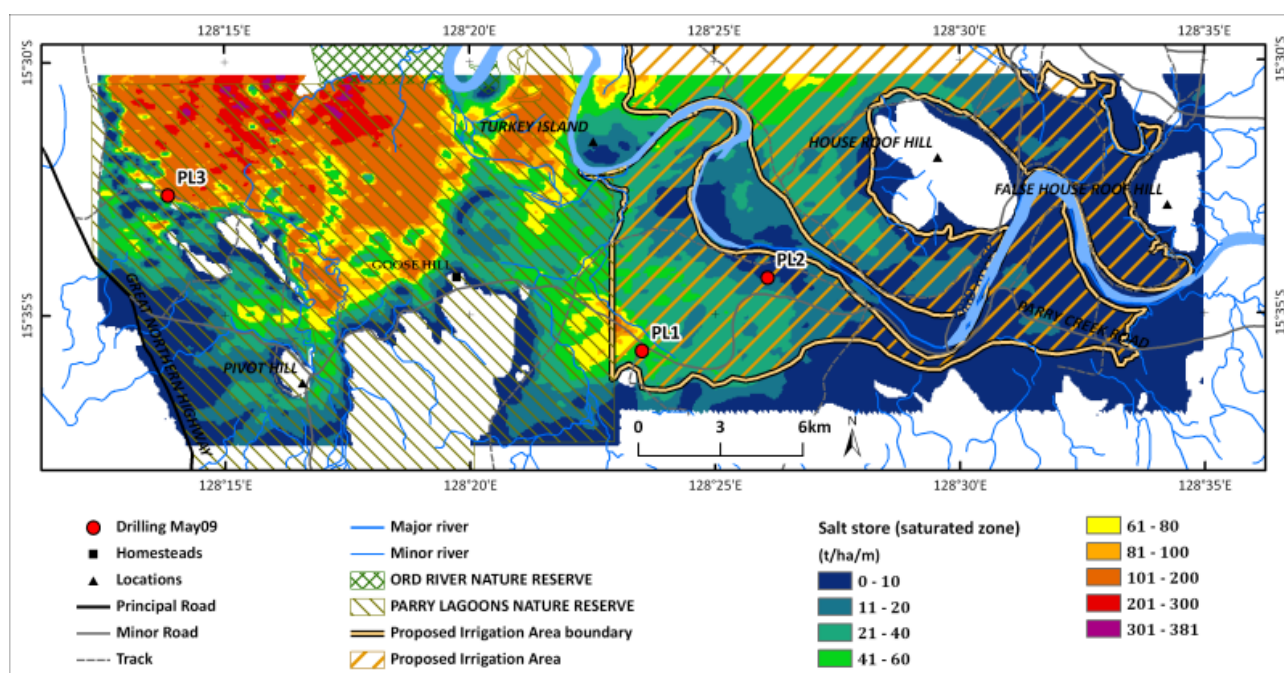 128°15'E 128°20'E 128°25'E 128°30'E 128°35'E
15°30'S 15°30'S
TURKEY ISLAND
HOUSE ROOF HILL
PL3
FALSE HOUSE ROOF HILL
GOOSE HILL
PL2
15°35'S 15°35'S
GREAT NORTHERN HIGHWAY
PL1
PARRY CREEK ROAD
PIVOT HILL
0 3 6km
N
128°15'E 128°20'E 128°25'E 128°30'E 128°35'E
Drilling May09
Homesteads
Locations
Principal Road
Minor Road
Track
Major river
Minor river
ORD RIVER NATURE RESERVE
PARRY LAGOONS NATURE RESERVE
Proposed Irrigation Area boundary
Proposed Irrigation Area
Salt store (saturated zone)
(t/ha/m)
0 - 10
11 - 20
21 - 40
41 - 60
61 - 80
81 - 100
101 - 200
201 - 300
301 - 381